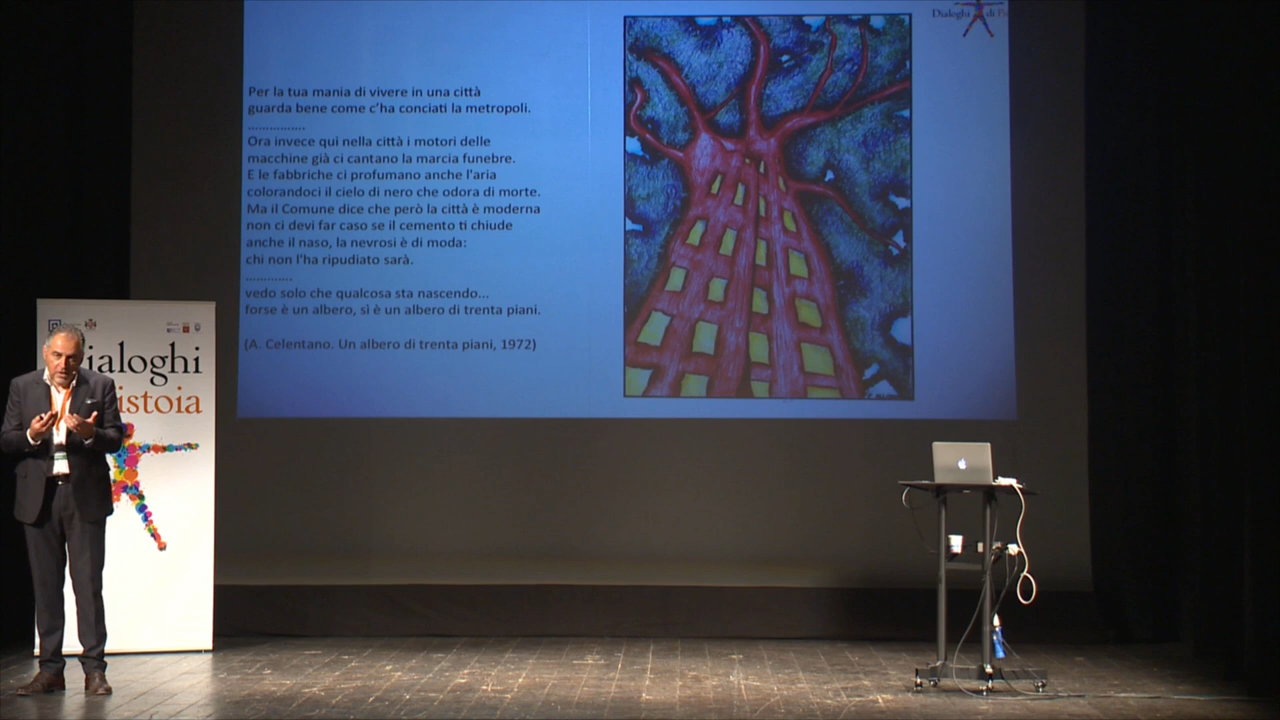 Dialoghi di
Per la tua mania di vivere in una città
guarda bene come c'ha conciati la metropoli.
................
Ora invece qui nella città i motori delle
macchine già ci cantano la marcia funebre.
E le fabbriche ci profumano anche l'aria
colorandoci il cielo di nero che odora di morte.
Ma il Comune dice che però la città è moderna
non ci devi far caso se il cemento ti chiude
anche il naso, la nevrosi è di moda:
chi non l'ha ripudiato sarà.
............
vedo solo che qualcosa sta nascendo...
forse è un albero, sì è un albero di trenta piani.
(A. Celentano. Un albero di trenta piani, 1972)
ialoghi
istoia